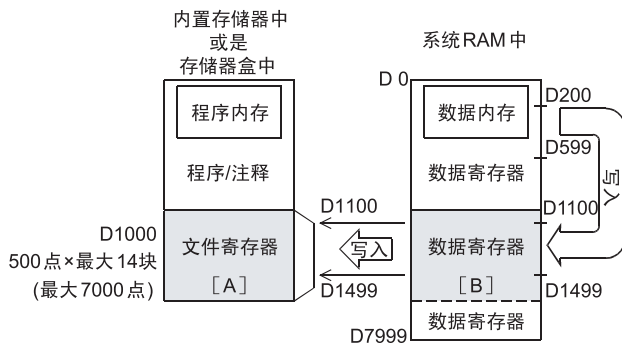 内置存储器中
或是
存储器盒中
系统RAM中
D 0
程序内存
数据内存
D200
程序/注释
数据寄存器
D599
写入
D1000
500点×最大14块
(最大7000点)
文件寄存器
[A]
D1100
写入
D1499
数据寄存器
[B]
D1100
D1499
数据寄存器
D7999